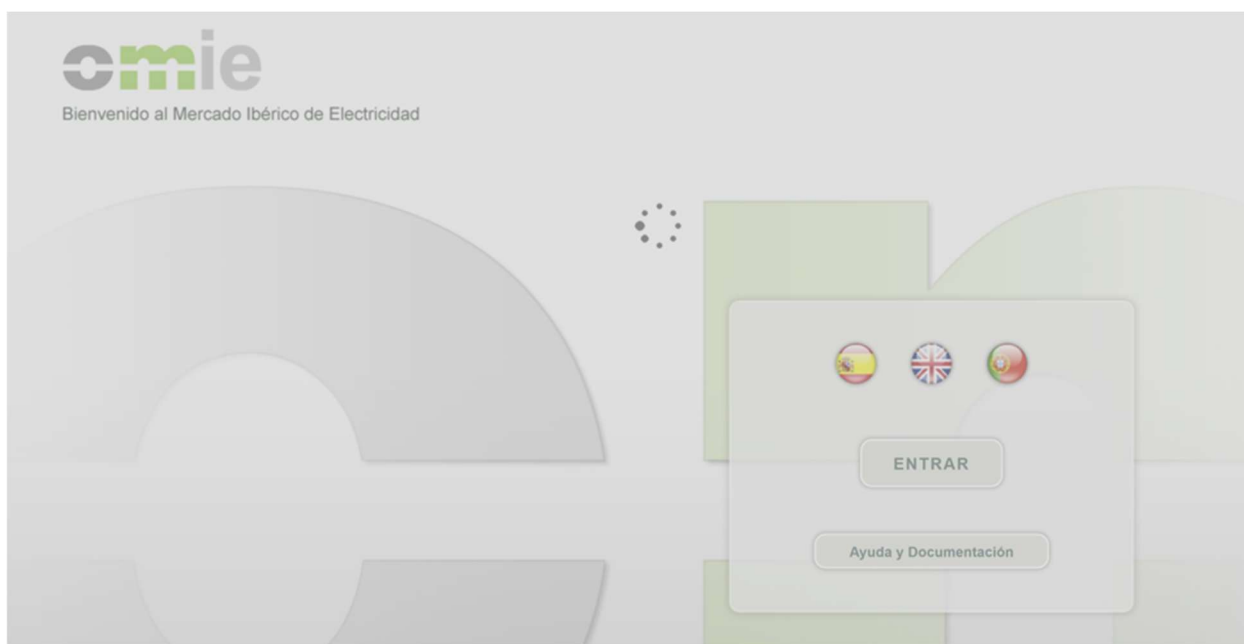 omie
Bienvenido al Mercado Ibérico de Electricidad
ENTRAR
Ayuda y Documentación